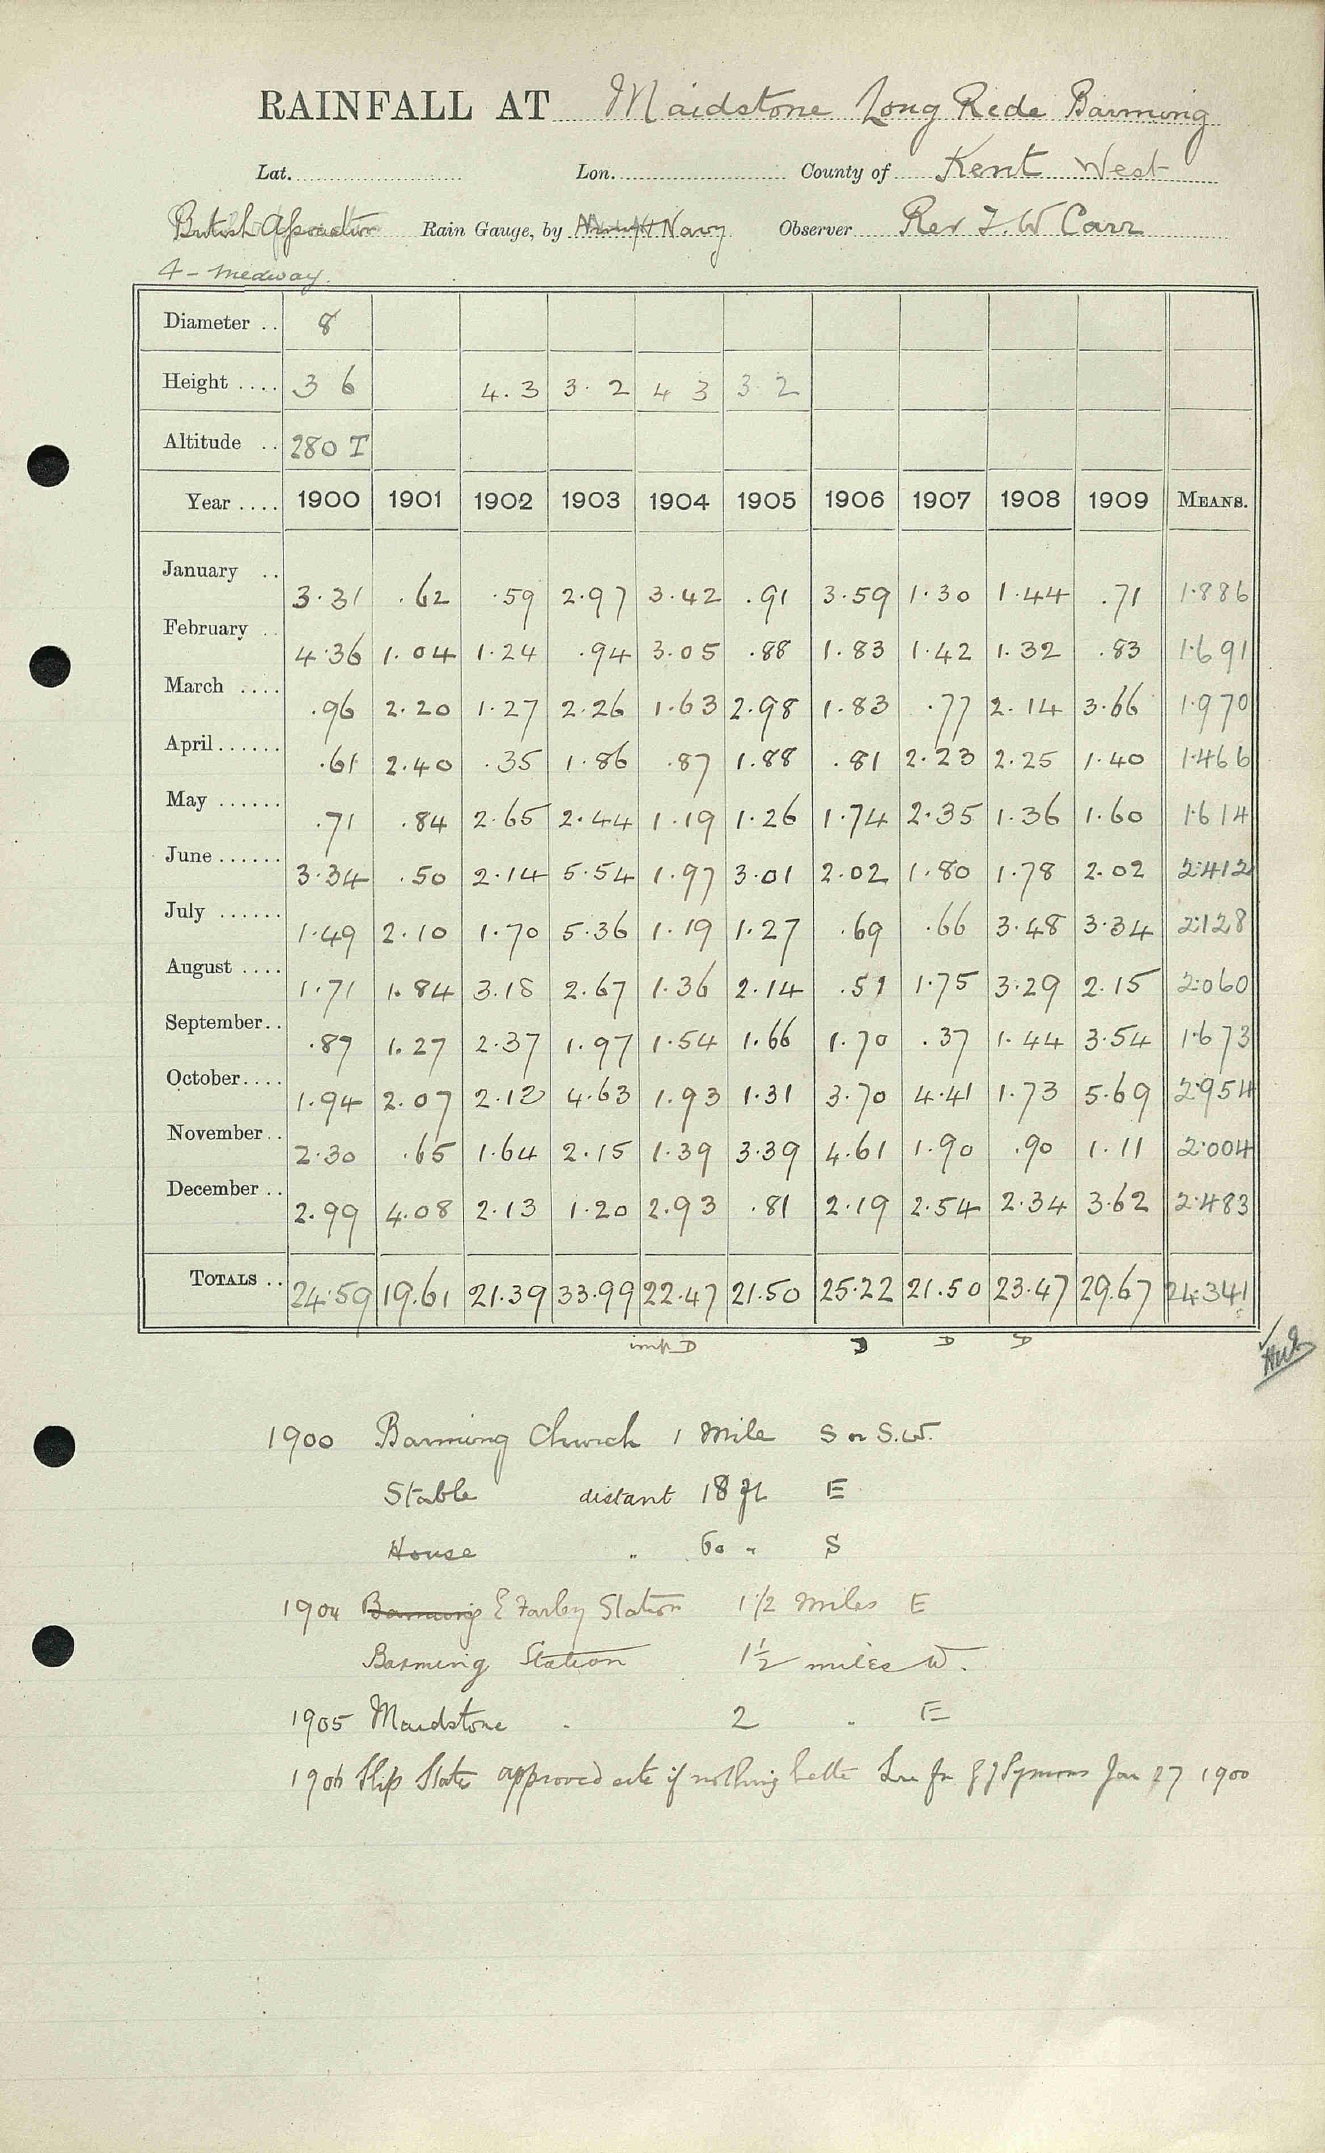 RAINFALL AT Maidstone Long Rede Barming
Lat. Lon. County of Kent West
British Association Rain Gauge, by Army & Navy Observer Rev T. W Carr
4 - Medway.
Diameter .. 8
Height .... 3 6 4.3 3.2 4 3 3.2
Altitude .. 280 T
Year .... 1900 1901 1902 1903 1904 1905 1906 1907 1908 1909 MEANS.
January .. 3.31 .62 .59 2.97 3.42 .91 3.59 1.30 1.44 .71 1.886
February .. 4.36 1.04 1.24 .94 3.05 .88 1.83 1.42 1.32 .83 1.691
March .... .96 2.20 1.27 2.26 1.63 2.98 1.83 .77 2.14 3.66 1.970
April ...... .61 2.40 .35 1.86 .87 1.88 .81 2.23 2.25 1.40 1.466
May ...... .71 .84 2.65 2.44 1.19 1.26 1.74 2.35 1.36 1.60 1.614
June ...... 3.34 .50 2.14 5.54 1.97 3.01 2.02 1.80 1.78 2.02 2.412
July ...... 1.49 2.10 1.70 5.36 1.19 1.27 .69 .66 3.48 3.34 2.128
August .... 1.71 1.84 3.18 2.67 1.36 2.14 .51 1.75 3.29 2.15 2.060
September .. .87 1.27 2.37 1.97 1.54 1.66 1.70 .37 1.44 3.54 1.673
October .... 1.94 2.07 2.13 4.63 1.93 1.31 3.70 4.41 1.73 5.69 2.954
November .. 2.30 .65 1.64 2.15 1.39 3.39 4.61 1.90 .90 1.11 2.004
December .. 2.99 4.08 2.13 1.20 2.93 .81 2.19 2.54 2.34 3.62 2.483
TOTALS .. 24.59 19.61 21.39 33.99 22.47 21.50 25.22 21.50 23.47 29.67 24.341
imp D D D D
1900 Barming Church 1 Mile S or S.W.
Stable distant 18 ft E
House " 60 " S
1904 Barming E Farley Station 1 1/2 Miles E
Barming Station 1 1/2 miles W.
1905 Maidstone . 2 . E
1906 Slip State approved site if nothing better G J Symons Jan 27 1900